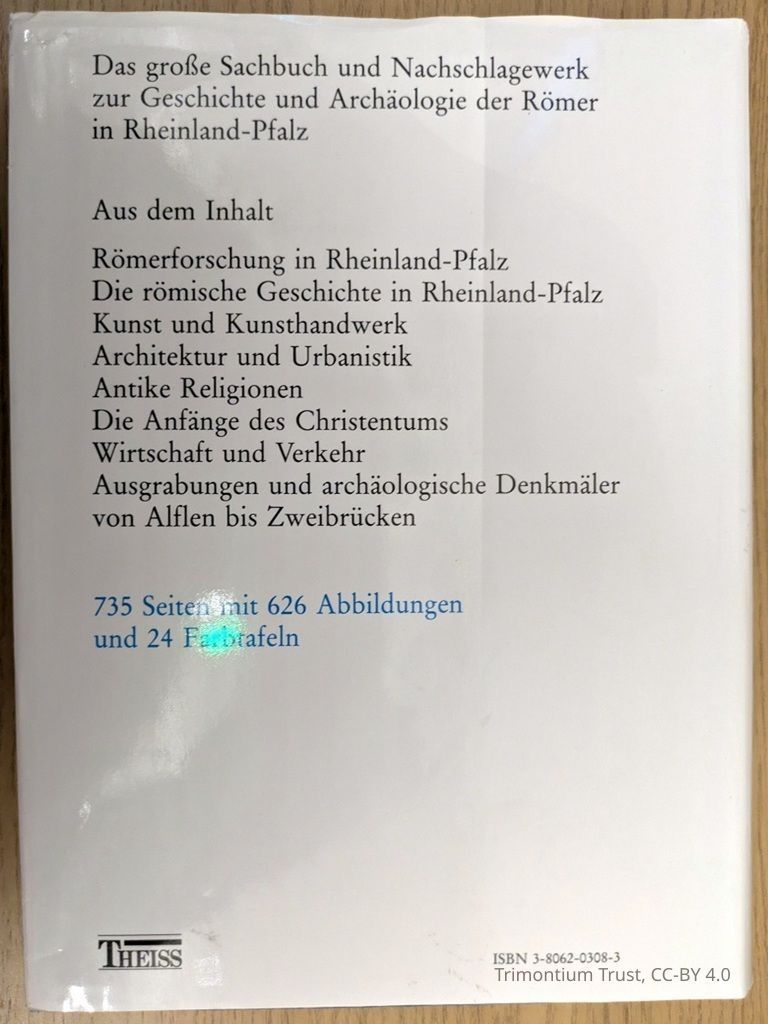 Das große Sachbuch und Nachschlagewerk
zur Geschichte und Archäologie der Römer
in Rheinland-Pfalz
Aus dem Inhalt
Römerforschung in Rheinland-Pfalz
Die römische Geschichte in Rheinland-Pfalz
Kunst und Kunsthandwerk
Architektur und Urbanistik
Antike Religionen
Die Anfänge des Christentums
Wirtschaft und Verkehr
Ausgrabungen und archäologische Denkmäler
von Alflen bis Zweibrücken
735 Seiten mit 626 Abbildungen
und 24 Farbtafeln
THEISS
ISBN 3-8062-0308-3
Trimontium Trust, CC-BY 4.0